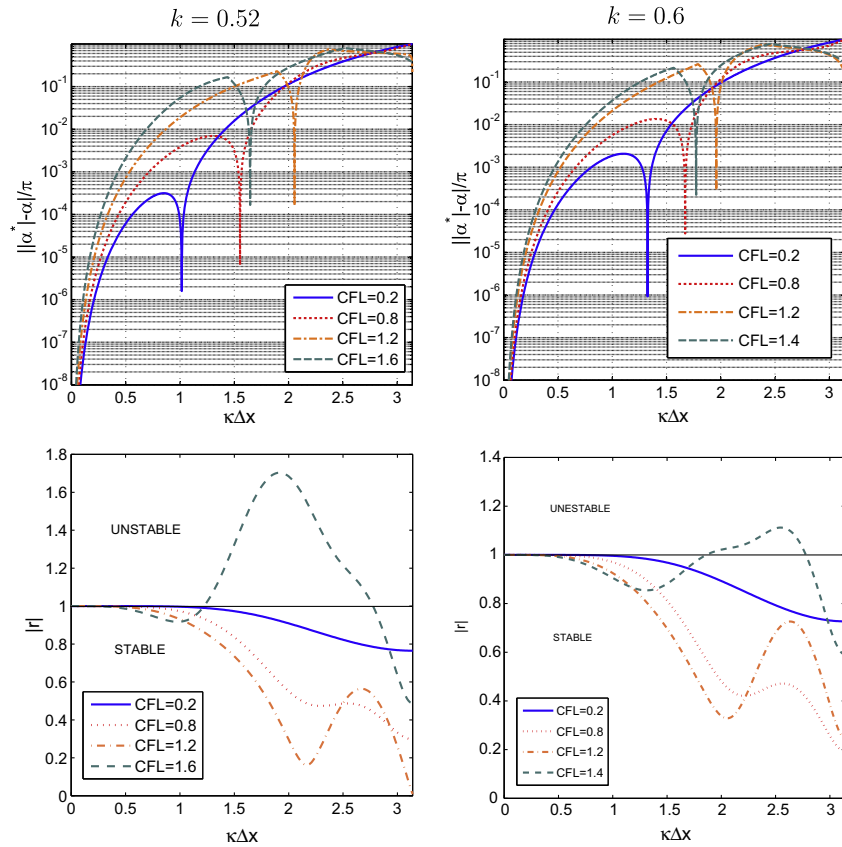 k = 0.52
k = 0.6
||α*|-α|/π
10⁻¹
10⁻²
10⁻³
10⁻⁴
10⁻⁵
10⁻⁶
10⁻⁷
10⁻⁸
0 0.5 1 1.5 2 2.5 3
κΔx
CFL=0.2
CFL=0.8
CFL=1.2
CFL=1.6
||α*|-α|/π
10⁻¹
10⁻²
10⁻³
10⁻⁴
10⁻⁵
10⁻⁶
10⁻⁷
10⁻⁸
0 0.5 1 1.5 2 2.5 3
κΔx
CFL=0.2
CFL=0.8
CFL=1.2
CFL=1.4
|r|
1.8
1.6
1.4
1.2
1
0.8
0.6
0.4
0.2
0
UNSTABLE
STABLE
CFL=0.2
CFL=0.8
CFL=1.2
CFL=1.6
0 0.5 1 1.5 2 2.5 3
κΔx
|r|
1.4
1.2
1
0.8
0.6
0.4
0.2
0
UNESTABLE
STABLE
CFL=0.2
CFL=0.8
CFL=1.2
CFL=1.4
0 0.5 1 1.5 2 2.5 3
κΔx